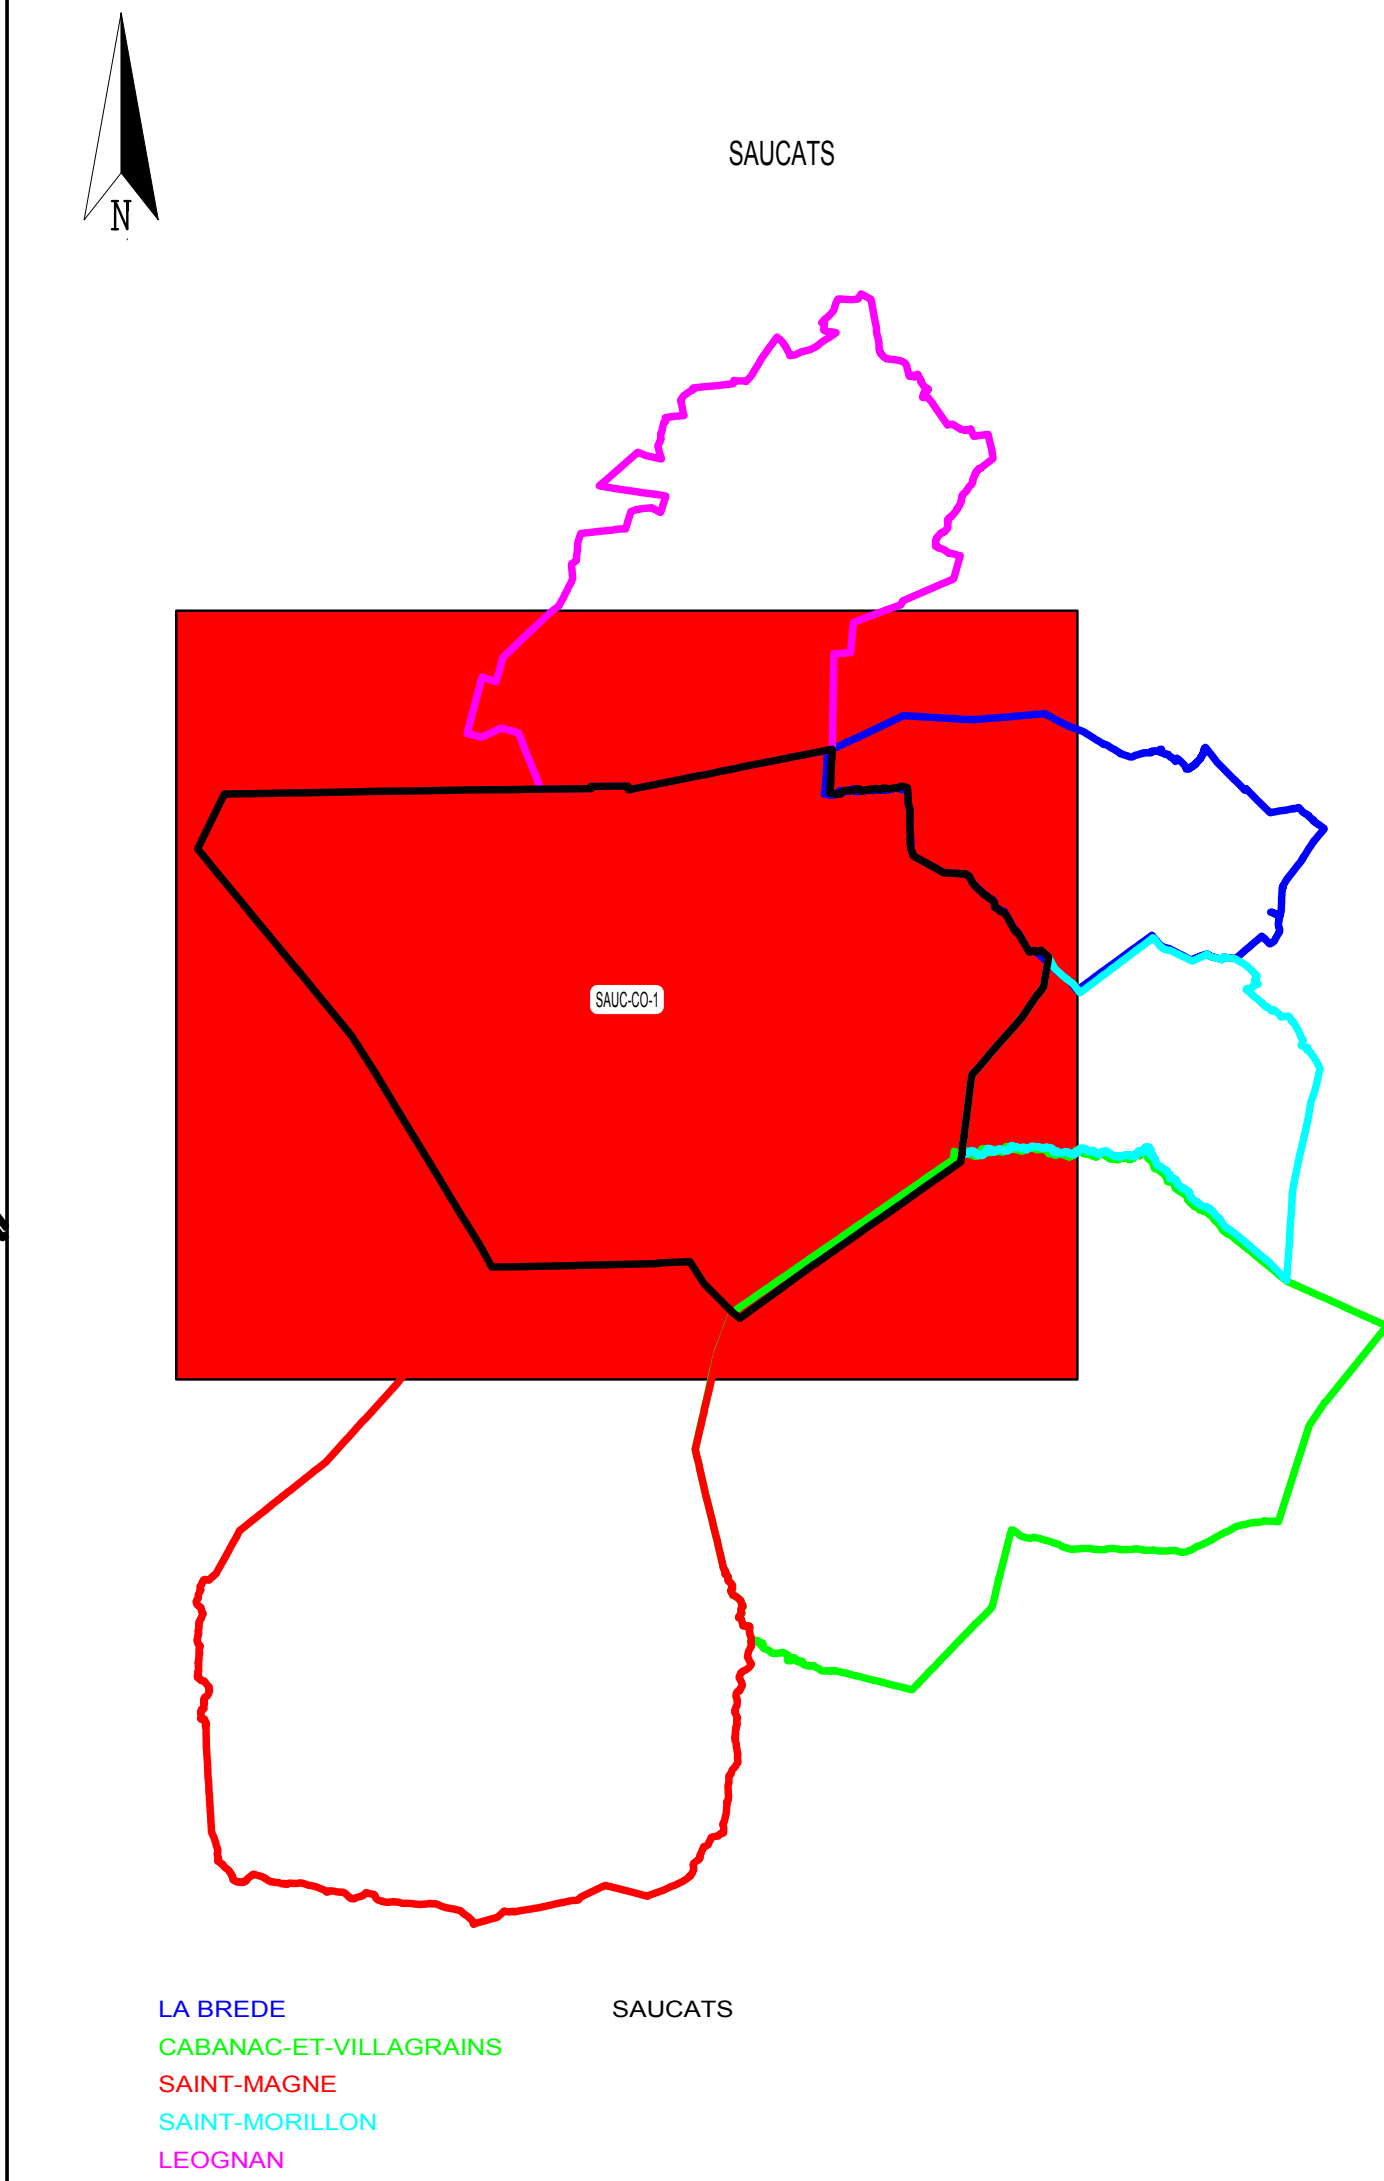 N
SAUCATS
SAUC-CO-1
LA BREDE
SAUCATS
CABANAC-ET-VILLAGRAINS
SAINT-MAGNE
SAINT-MORILLON
LEOGNAN